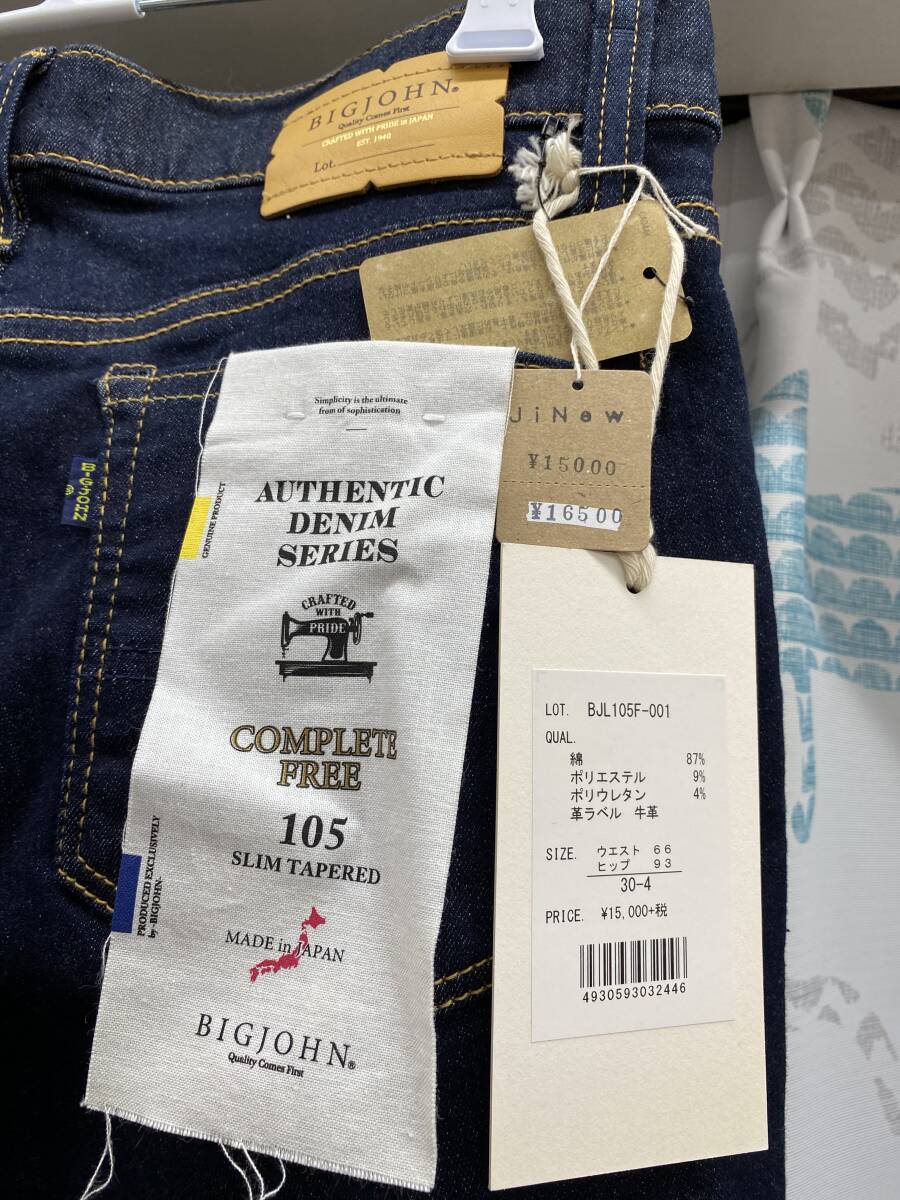 BIGJOHN®
Quality Comes First
CRAFTED WITH PRIDE in JAPAN
EST. 1940
Lot.
BIGJOHN
Simplicity is the ultimate
from of sophistication
AUTHENTIC
DENIM
SERIES
GENUINE PRODUCT
CRAFTED
WITH
PRIDE
COMPLETE
FREE
105
SLIM TAPERED
PRODUCED EXCLUSIVELY
by -BIGJOHN-
MADE in JAPAN
BIGJOHN®
Quality Comes First
JiNew
¥15000
¥16500
LOT. BJL105F-001
QUAL.
綿 87%
ポリエステル 9%
ポリウレタン 4%
革ラベル 牛革
SIZE. ウエスト 66
ヒップ 93
30-4
PRICE. ¥15,000+税
4930593032446